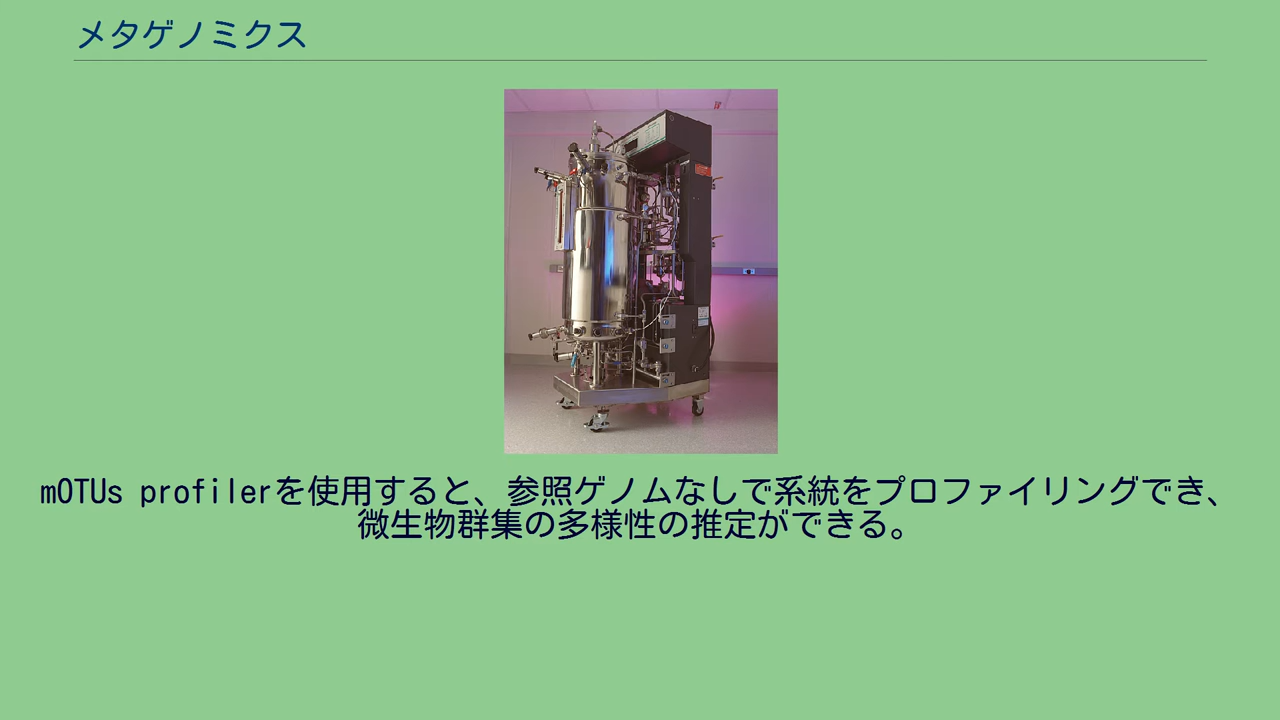 メタゲノミクス
mOTUs profilerを使用すると、参照ゲノムなしで系統をプロファイリングでき、
微生物群集の多様性の推定ができる。